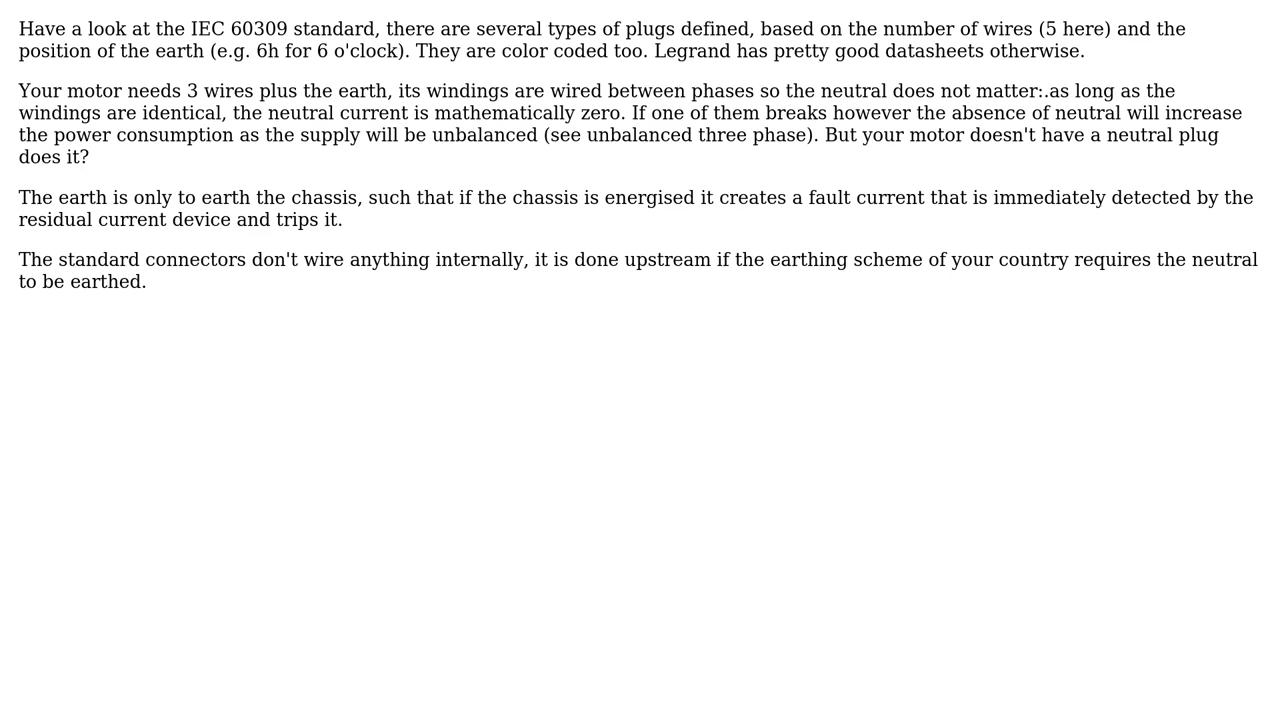 Have a look at the IEC 60309 standard, there are several types of plugs defined, based on the number of wires (5 here) and the
position of the earth (e.g. 6h for 6 o'clock). They are color coded too. Legrand has pretty good datasheets otherwise.
Your motor needs 3 wires plus the earth, its windings are wired between phases so the neutral does not matter:.as long as the
windings are identical, the neutral current is mathematically zero. If one of them breaks however the absence of neutral will increase
the power consumption as the supply will be unbalanced (see unbalanced three phase). But your motor doesn't have a neutral plug
does it?
The earth is only to earth the chassis, such that if the chassis is energised it creates a fault current that is immediately detected by the
residual current device and trips it.
The standard connectors don't wire anything internally, it is done upstream if the earthing scheme of your country requires the neutral
to be earthed.